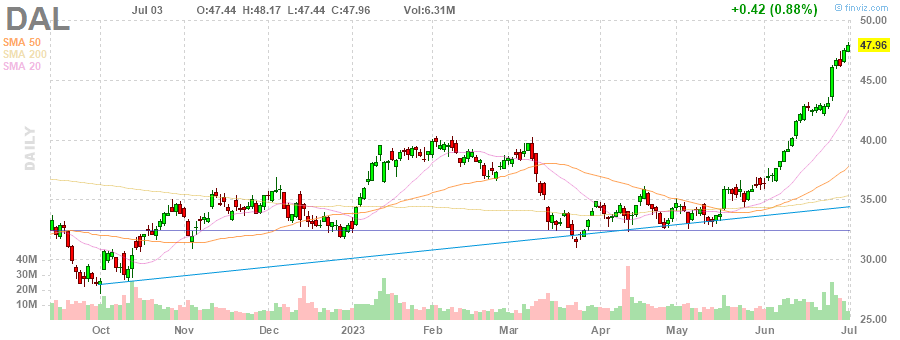 DAL Jul 03 O:47.44 H:48.17 L:47.44 C:47.96 Vol:6.31M +0.42 (0.88%) © finviz.com
SMA 50
SMA 200
SMA 20
DAILY
50.00
47.96
45.00
40.00
35.00
40M 30.00
30M
20M
10M
25.00
Oct Nov Dec 2023 Feb Mar Apr May Jun Jul